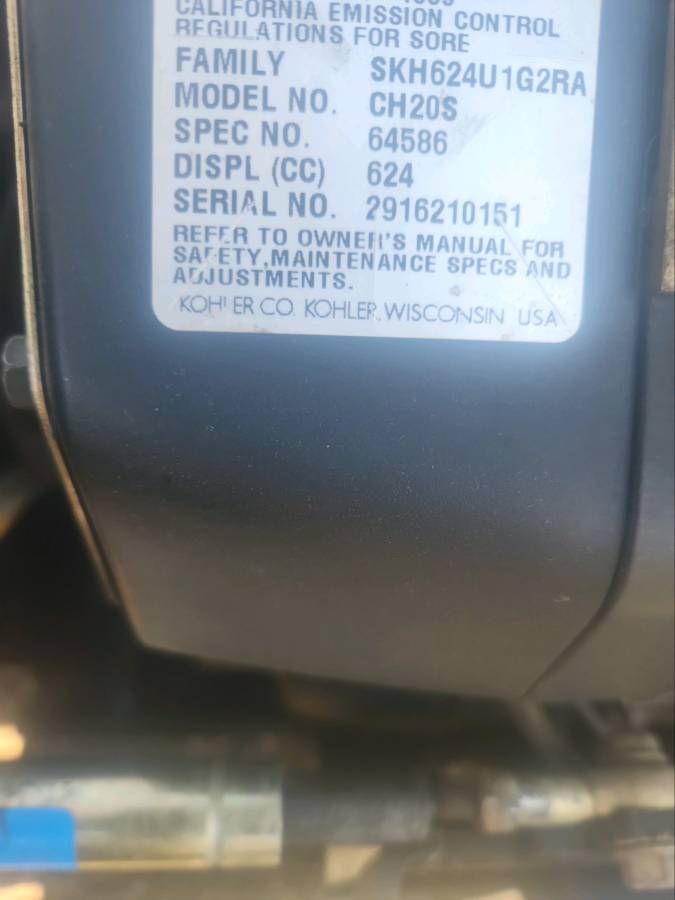 CALIFORNIA EMISSION CONTROL
REGULATIONS FOR SORE
FAMILY SKH624U1G2RA
MODEL NO. CH20S
SPEC NO. 64586
DISPL (CC) 624
SERIAL NO. 2916210151
REFER TO OWNER'S MANUAL FOR
SAFETY, MAINTENANCE SPECS AND
ADJUSTMENTS.
KOHLER CO. KOHLER, WISCONSIN USA